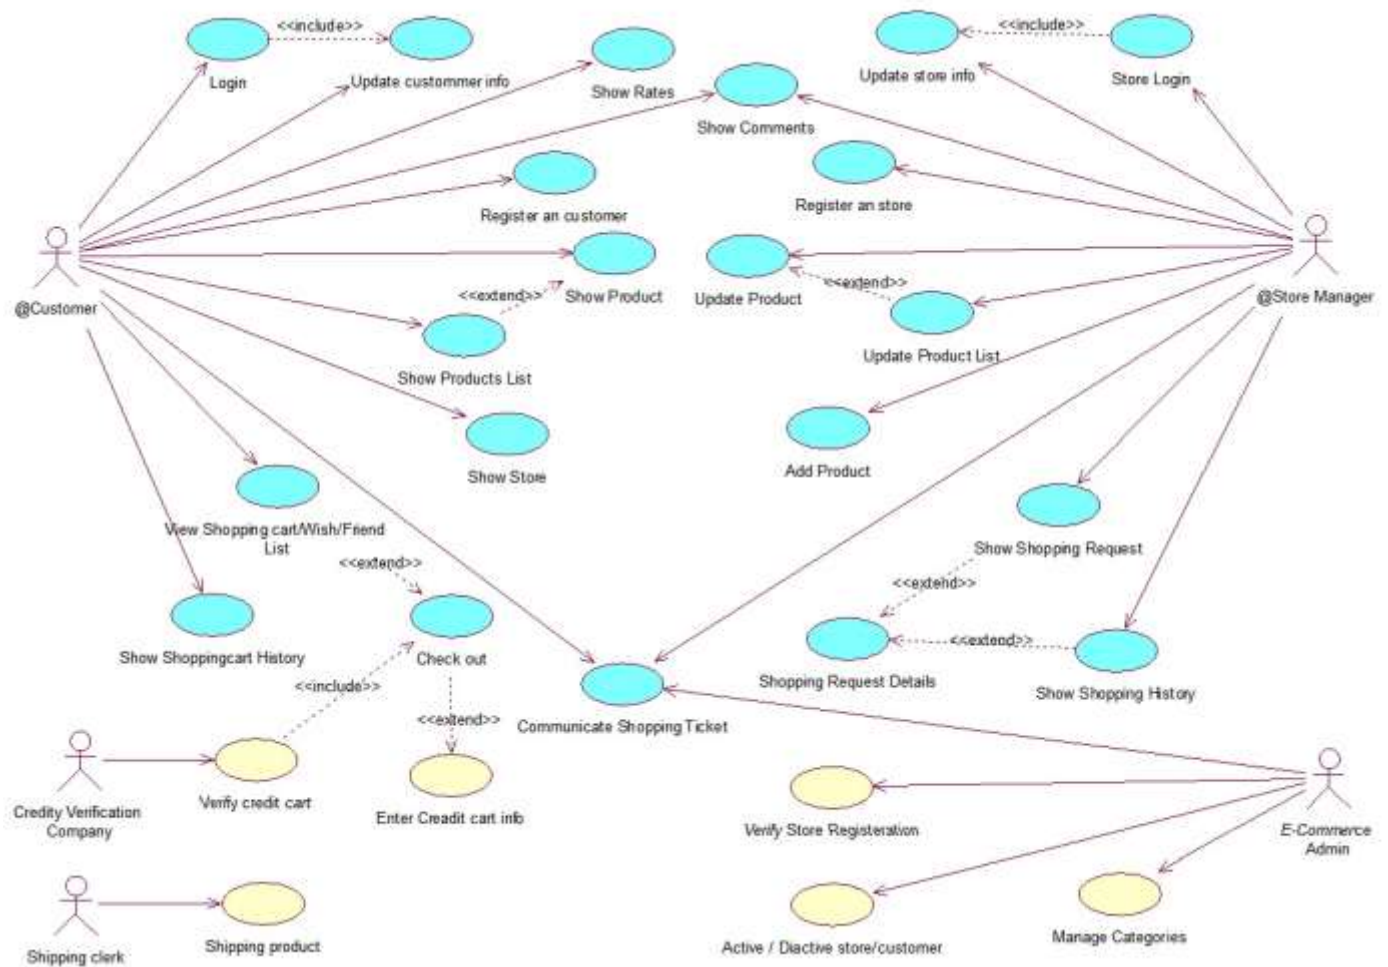 <<include>>
Login
Update custommer info
Show Rates
Show Comments
<<include>>
Update store info
Store Login
Register an customer
Register an store
@Customer
<<extend>>
Show Product
Show Products List
Show Store
Update Product
<<extend>>
Update Product List
@Store Manager
Add Product
View Shopping cart/Wish/Friend
List
<<extend>>
Show Shoppingcart History
Check out
<<include>>
<<extend>>
Show Shopping Request
<<extend>>
<<extend>>
Shopping Request Details
Show Shopping History
Communicate Shopping Ticket
Credity Verification
Company
Verify credit cart
Enter Creadit cart info
Verify Store Registeration
E-Commerce
Admin
Shipping clerk
Shipping product
Active / Diactive store/customer
Manage Categories